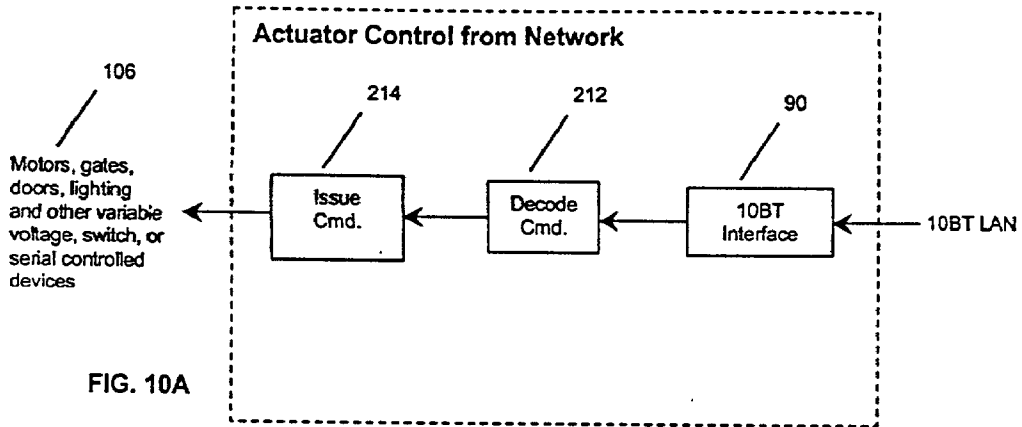 Actuator Control from Network
106
214
212
90
Motors, gates,
doors, lighting
and other variable
voltage, switch, or
serial controlled
devices
Issue
Cmd.
Decode
Cmd.
10BT
Interface
10BT LAN
FIG. 10A